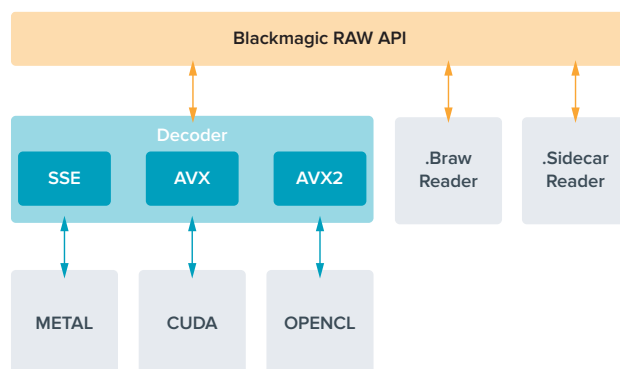 Blackmagic RAW API
Decoder
SSE
AVX
AVX2
.Braw
Reader
.Sidecar
Reader
METAL
CUDA
OPENCL